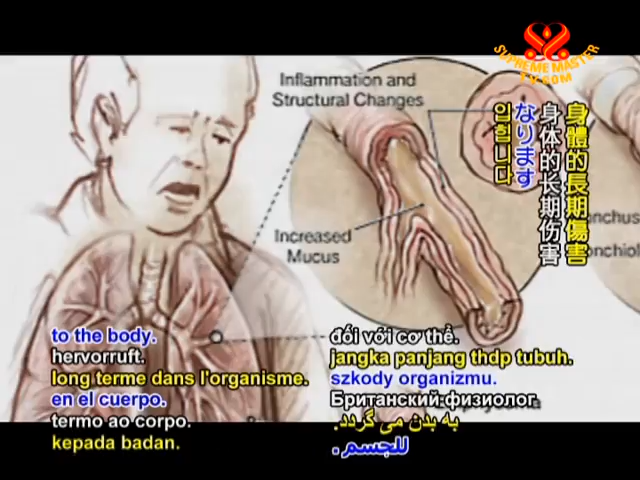 SUPREME MASTER
TV.COM
Inflammation and
Structural Changes
Increased
Mucus
onchus
onchiol
身體的長期傷害
身体的长期伤害
なります
입힙니다
to the body.
hervorruft.
long terme dans l'organisme.
en el cuerpo.
termo ao corpo.
kepada badan.
đối với cơ thể.
jangka panjang thdp tubuh.
szkody organizmu.
Британский физиолог.
به بدن می گردد.
للجسم.